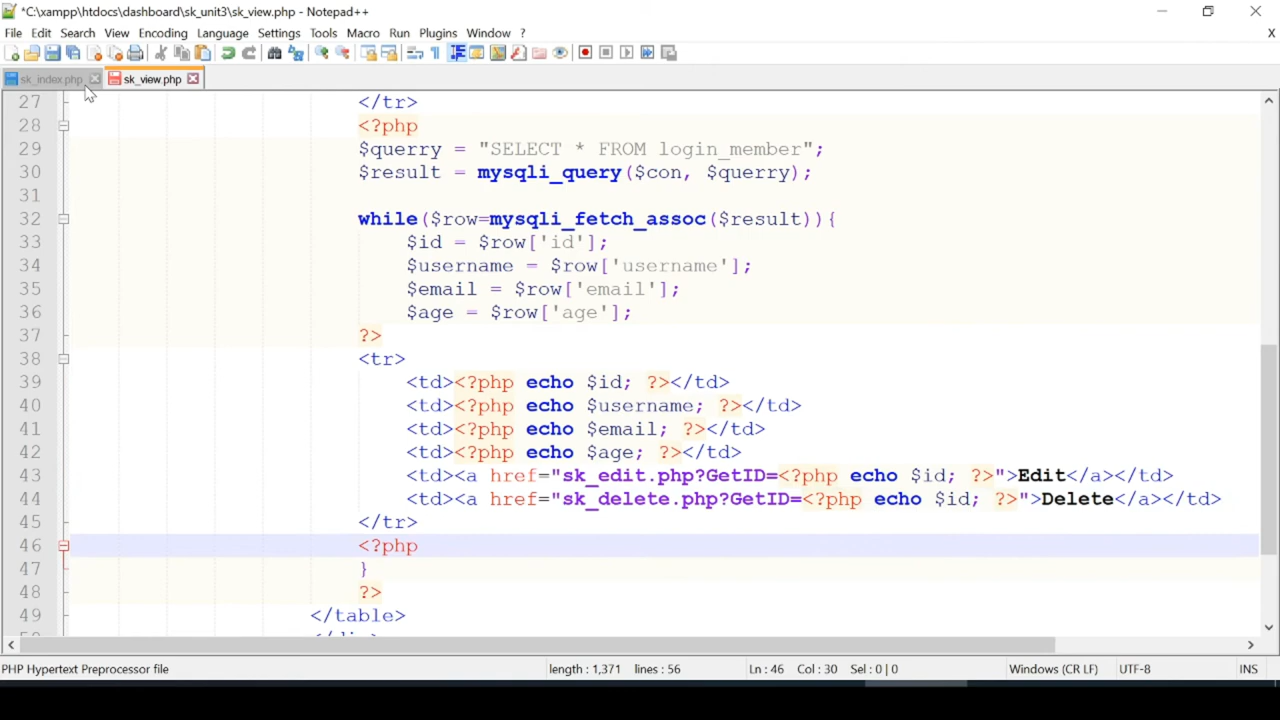 *C:\xampp\htdocs\dashboard\sk_unit3\sk_view.php - Notepad++
File Edit Search View Encoding Language Settings Tools Macro Run Plugins Window ? X
sk_index.php sk_view.php
27 </tr>
28 <?php
29 $querry = "SELECT * FROM login_member";
30 $result = mysqli_query($con, $querry);
31
32 while($row=mysqli_fetch_assoc($result)){
33 $id = $row['id'];
34 $username = $row['username'];
35 $email = $row['email'];
36 $age = $row['age'];
37 ?>
38 <tr>
39 <td><?php echo $id; ?></td>
40 <td><?php echo $username; ?></td>
41 <td><?php echo $email; ?></td>
42 <td><?php echo $age; ?></td>
43 <td><a href="sk_edit.php?GetID=<?php echo $id; ?>">Edit</a></td>
44 <td><a href="sk_delete.php?GetID=<?php echo $id; ?>">Delete</a></td>
45 </tr>
46 <?php
47 }
48 ?>
49 </table>
PHP Hypertext Preprocessor file length : 1,371 lines : 56 Ln : 46 Col : 30 Sel : 0 | 0 Windows (CR LF) UTF-8 INS